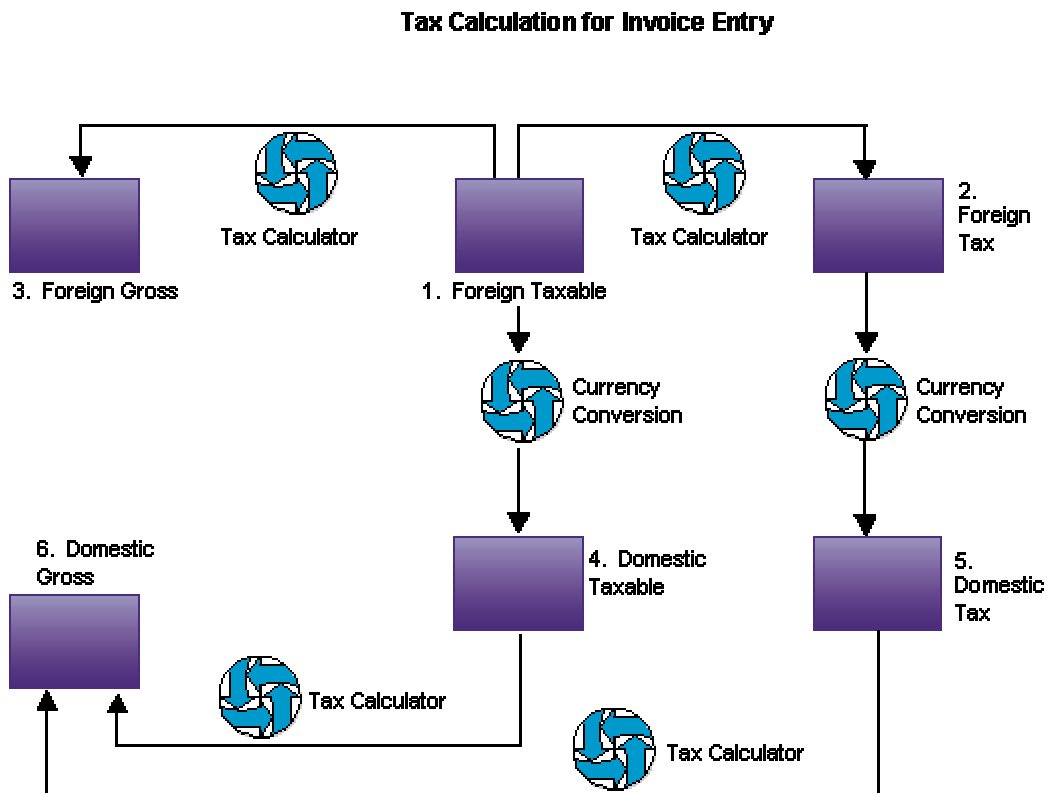 Tax Calculation for Invoice Entry
Tax Calculator
Tax Calculator
2.
Foreign
Tax
3. Foreign Gross
1. Foreign Taxable
Currency
Conversion
Currency
Conversion
6. Domestic
Gross
4. Domestic
Taxable
5.
Domestic
Tax
Tax Calculator
Tax Calculator